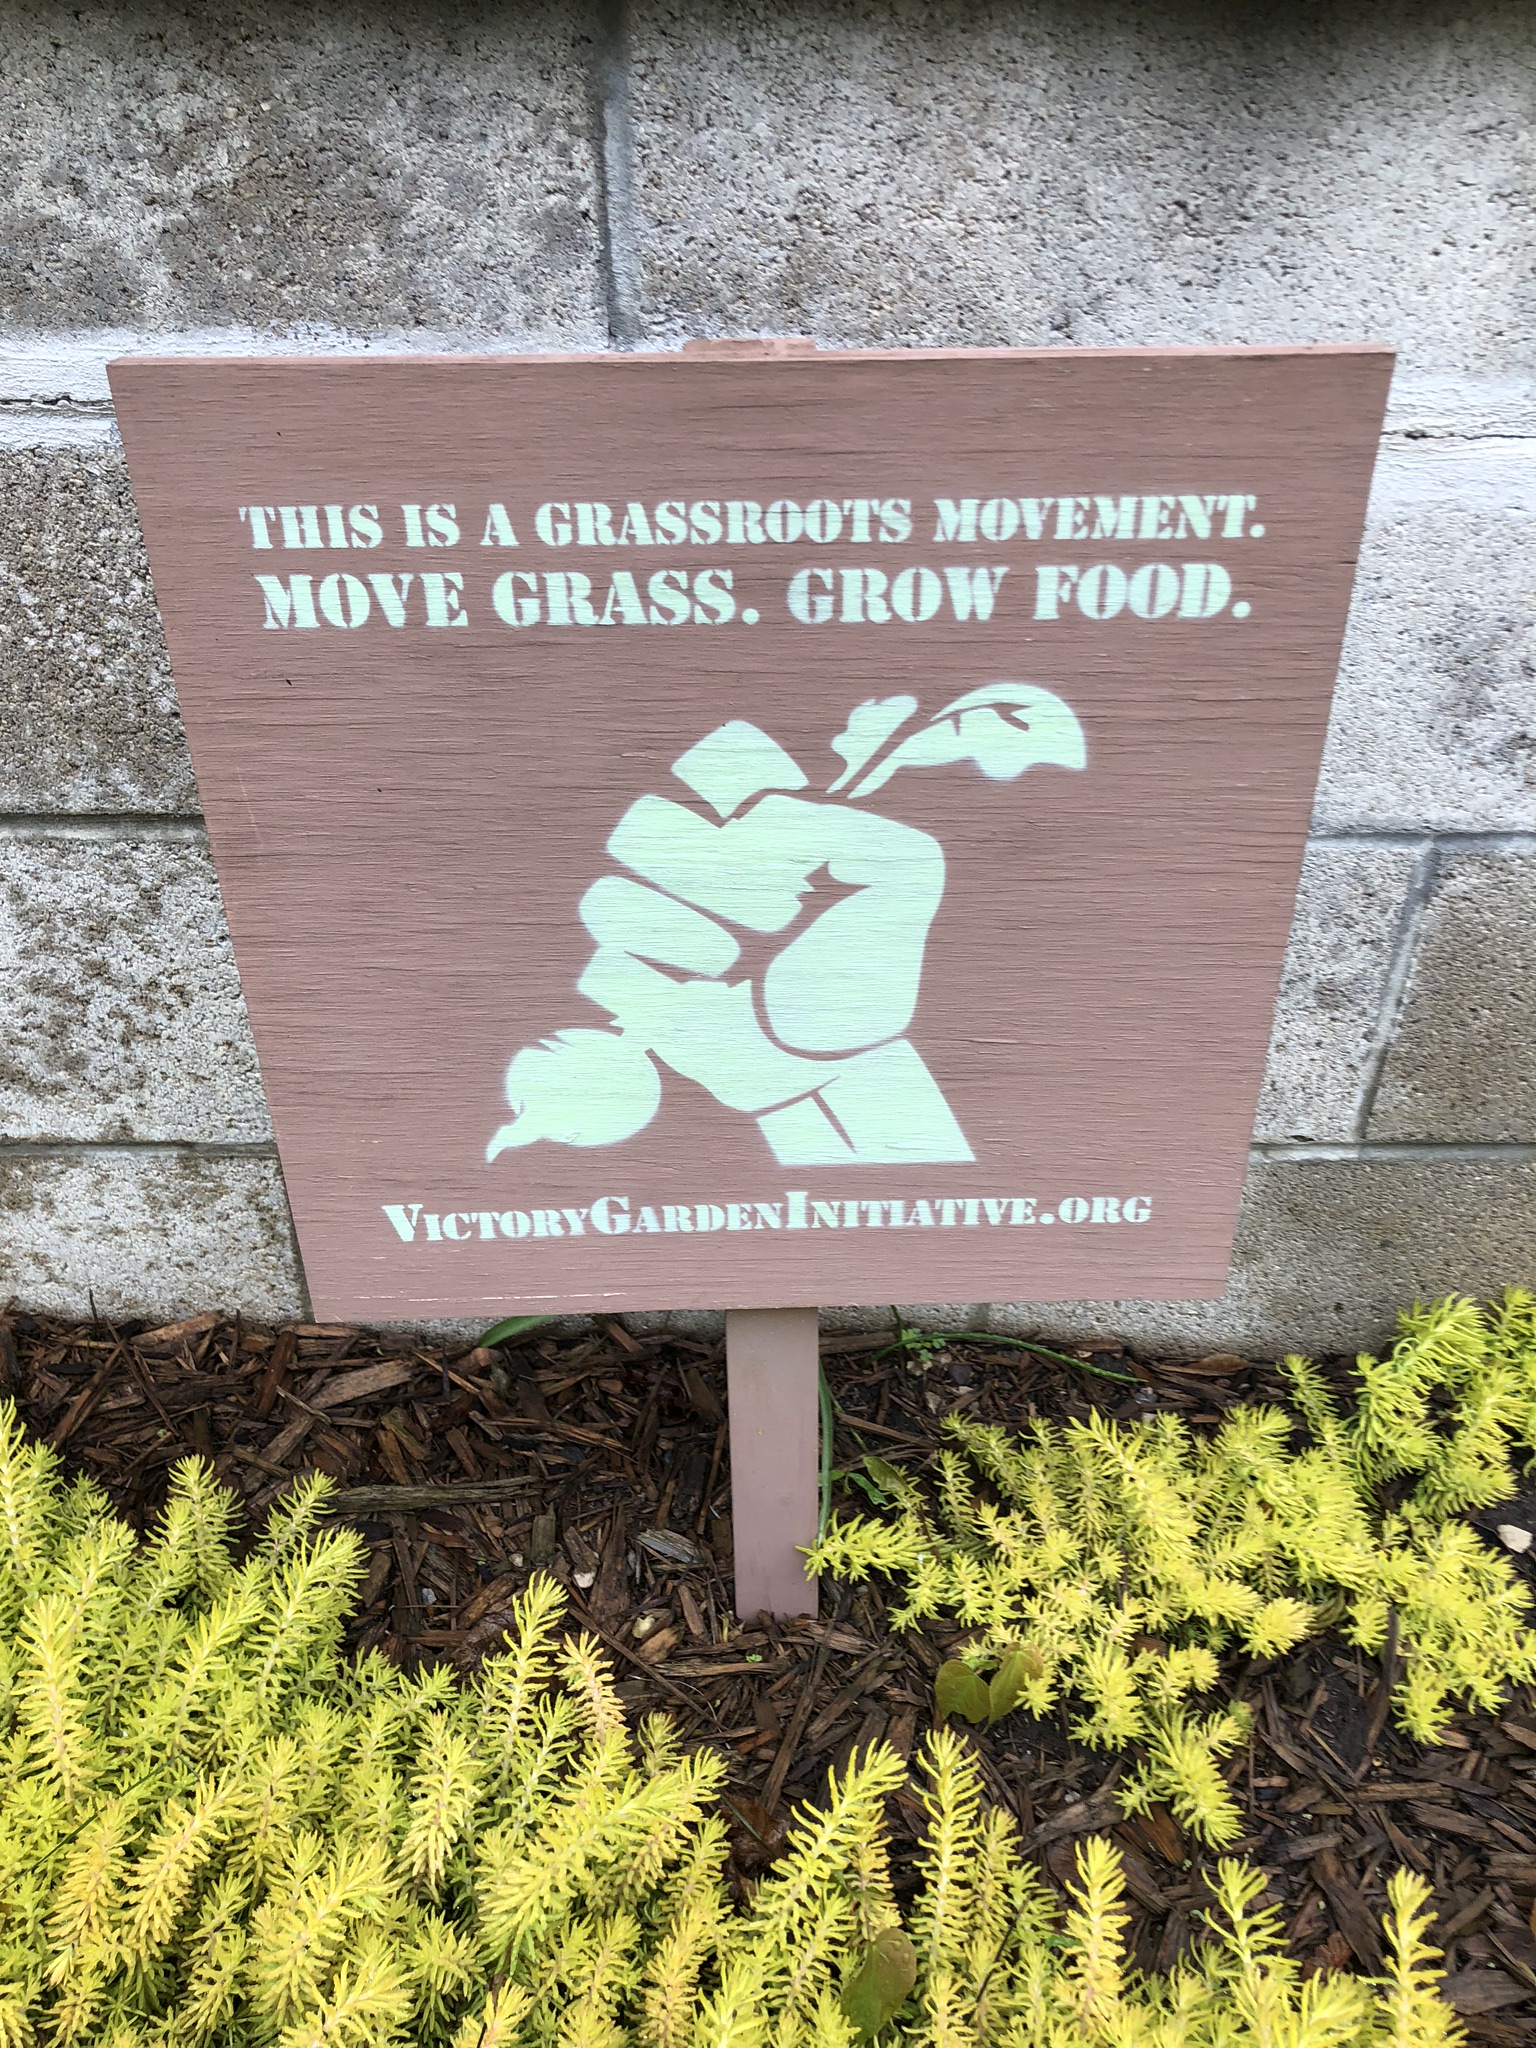 THIS IS A GRASSROOTS MOVEMENT.
MOVE GRASS. GROW FOOD.
VICTORYGARDENINITIATIVE.ORG